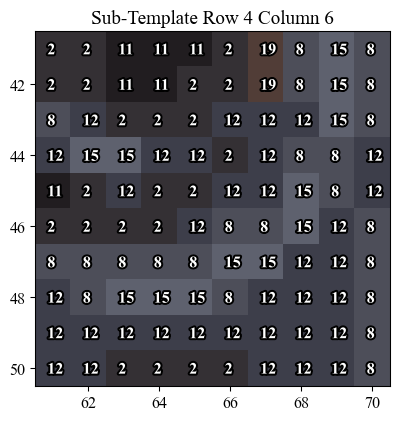 Sub-Template Row 4 Column 6
2 2 11 11 11 2 19 8 15 8
42 2 2 11 11 2 2 19 8 15 8
8 12 2 2 2 12 12 12 15 8
44 12 15 15 12 12 2 12 8 8 12
11 2 12 2 2 12 12 15 8 12
46 2 2 2 2 12 8 8 15 12 8
8 8 8 8 8 15 15 12 12 8
48 12 8 15 15 15 8 12 12 12 8
12 12 12 12 12 12 12 12 12 8
50 12 12 2 2 2 2 12 12 12 8
62 64 66 68 70